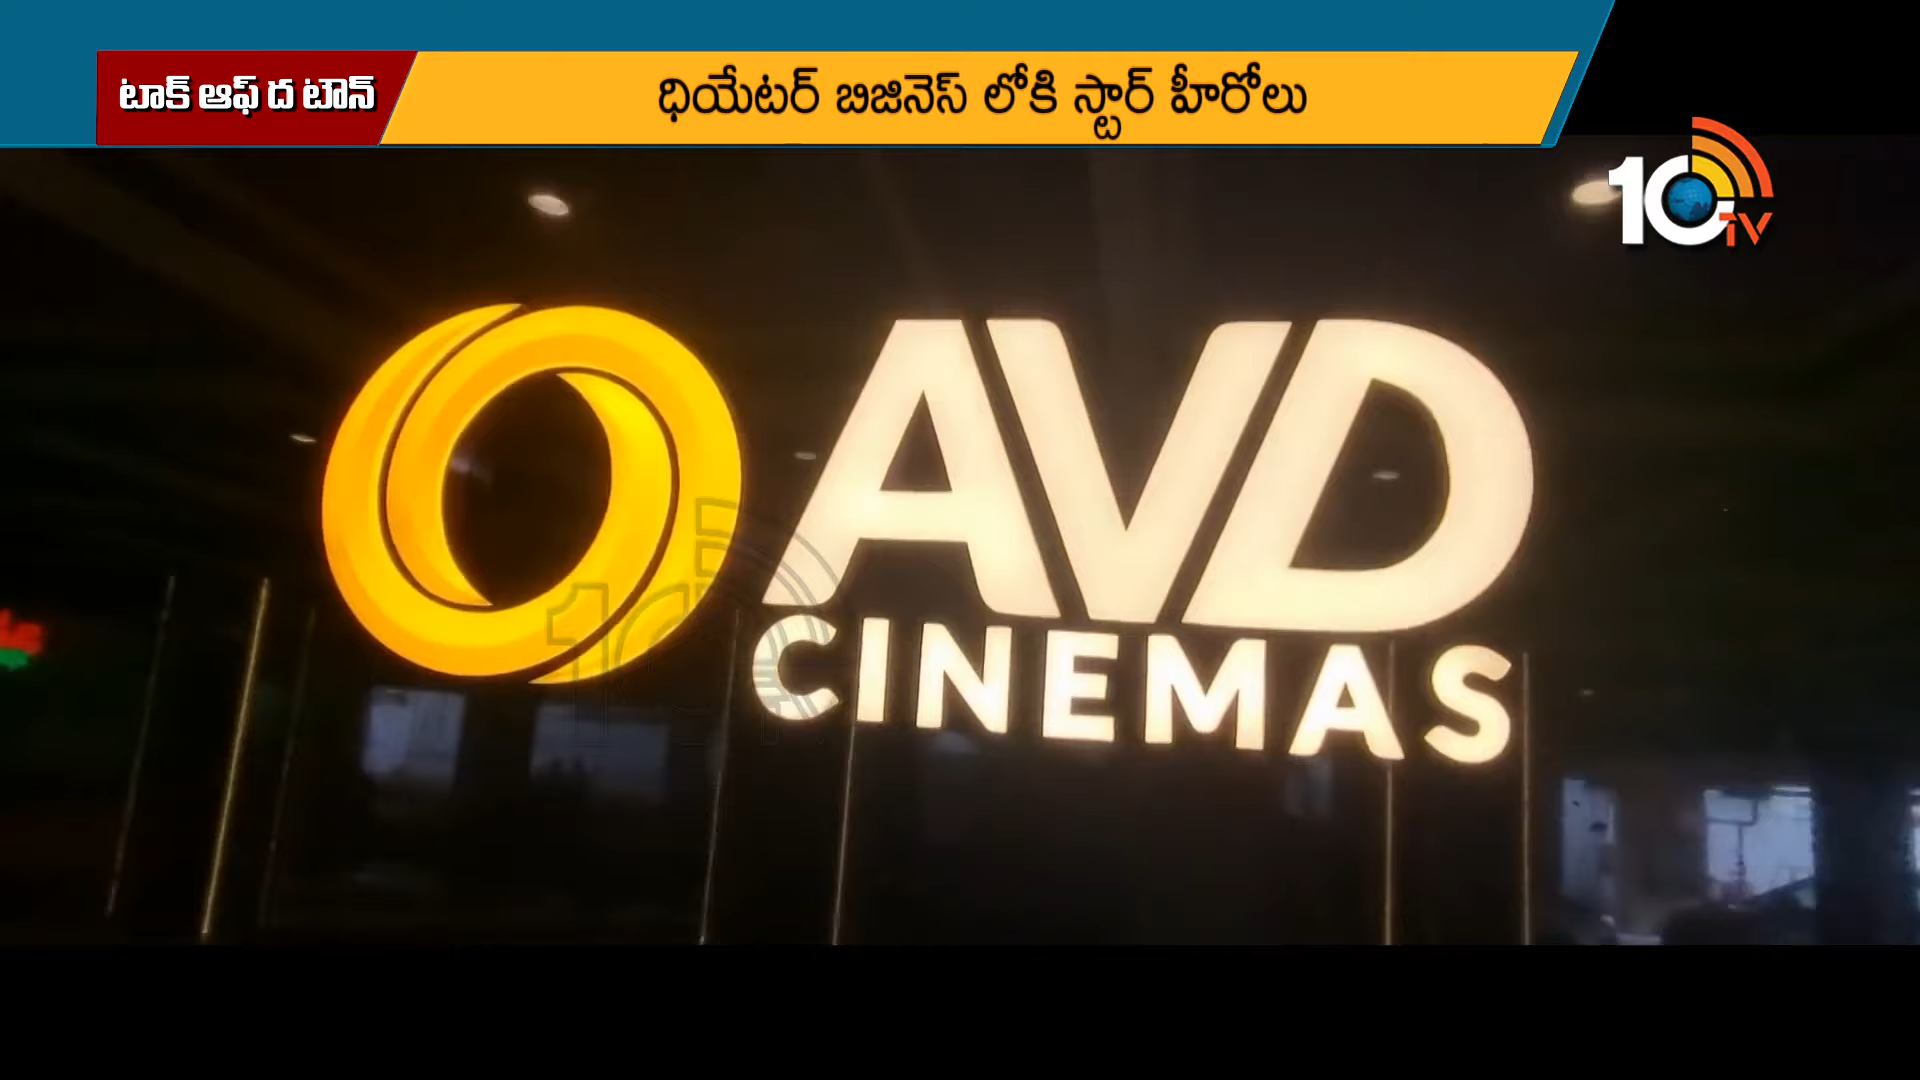 టాక్ ఆఫ్ ద టౌన్
ధియేటర్ బిజినెస్ లోకి స్టార్ హీరోలు
10TV
AVD
CINEMAS